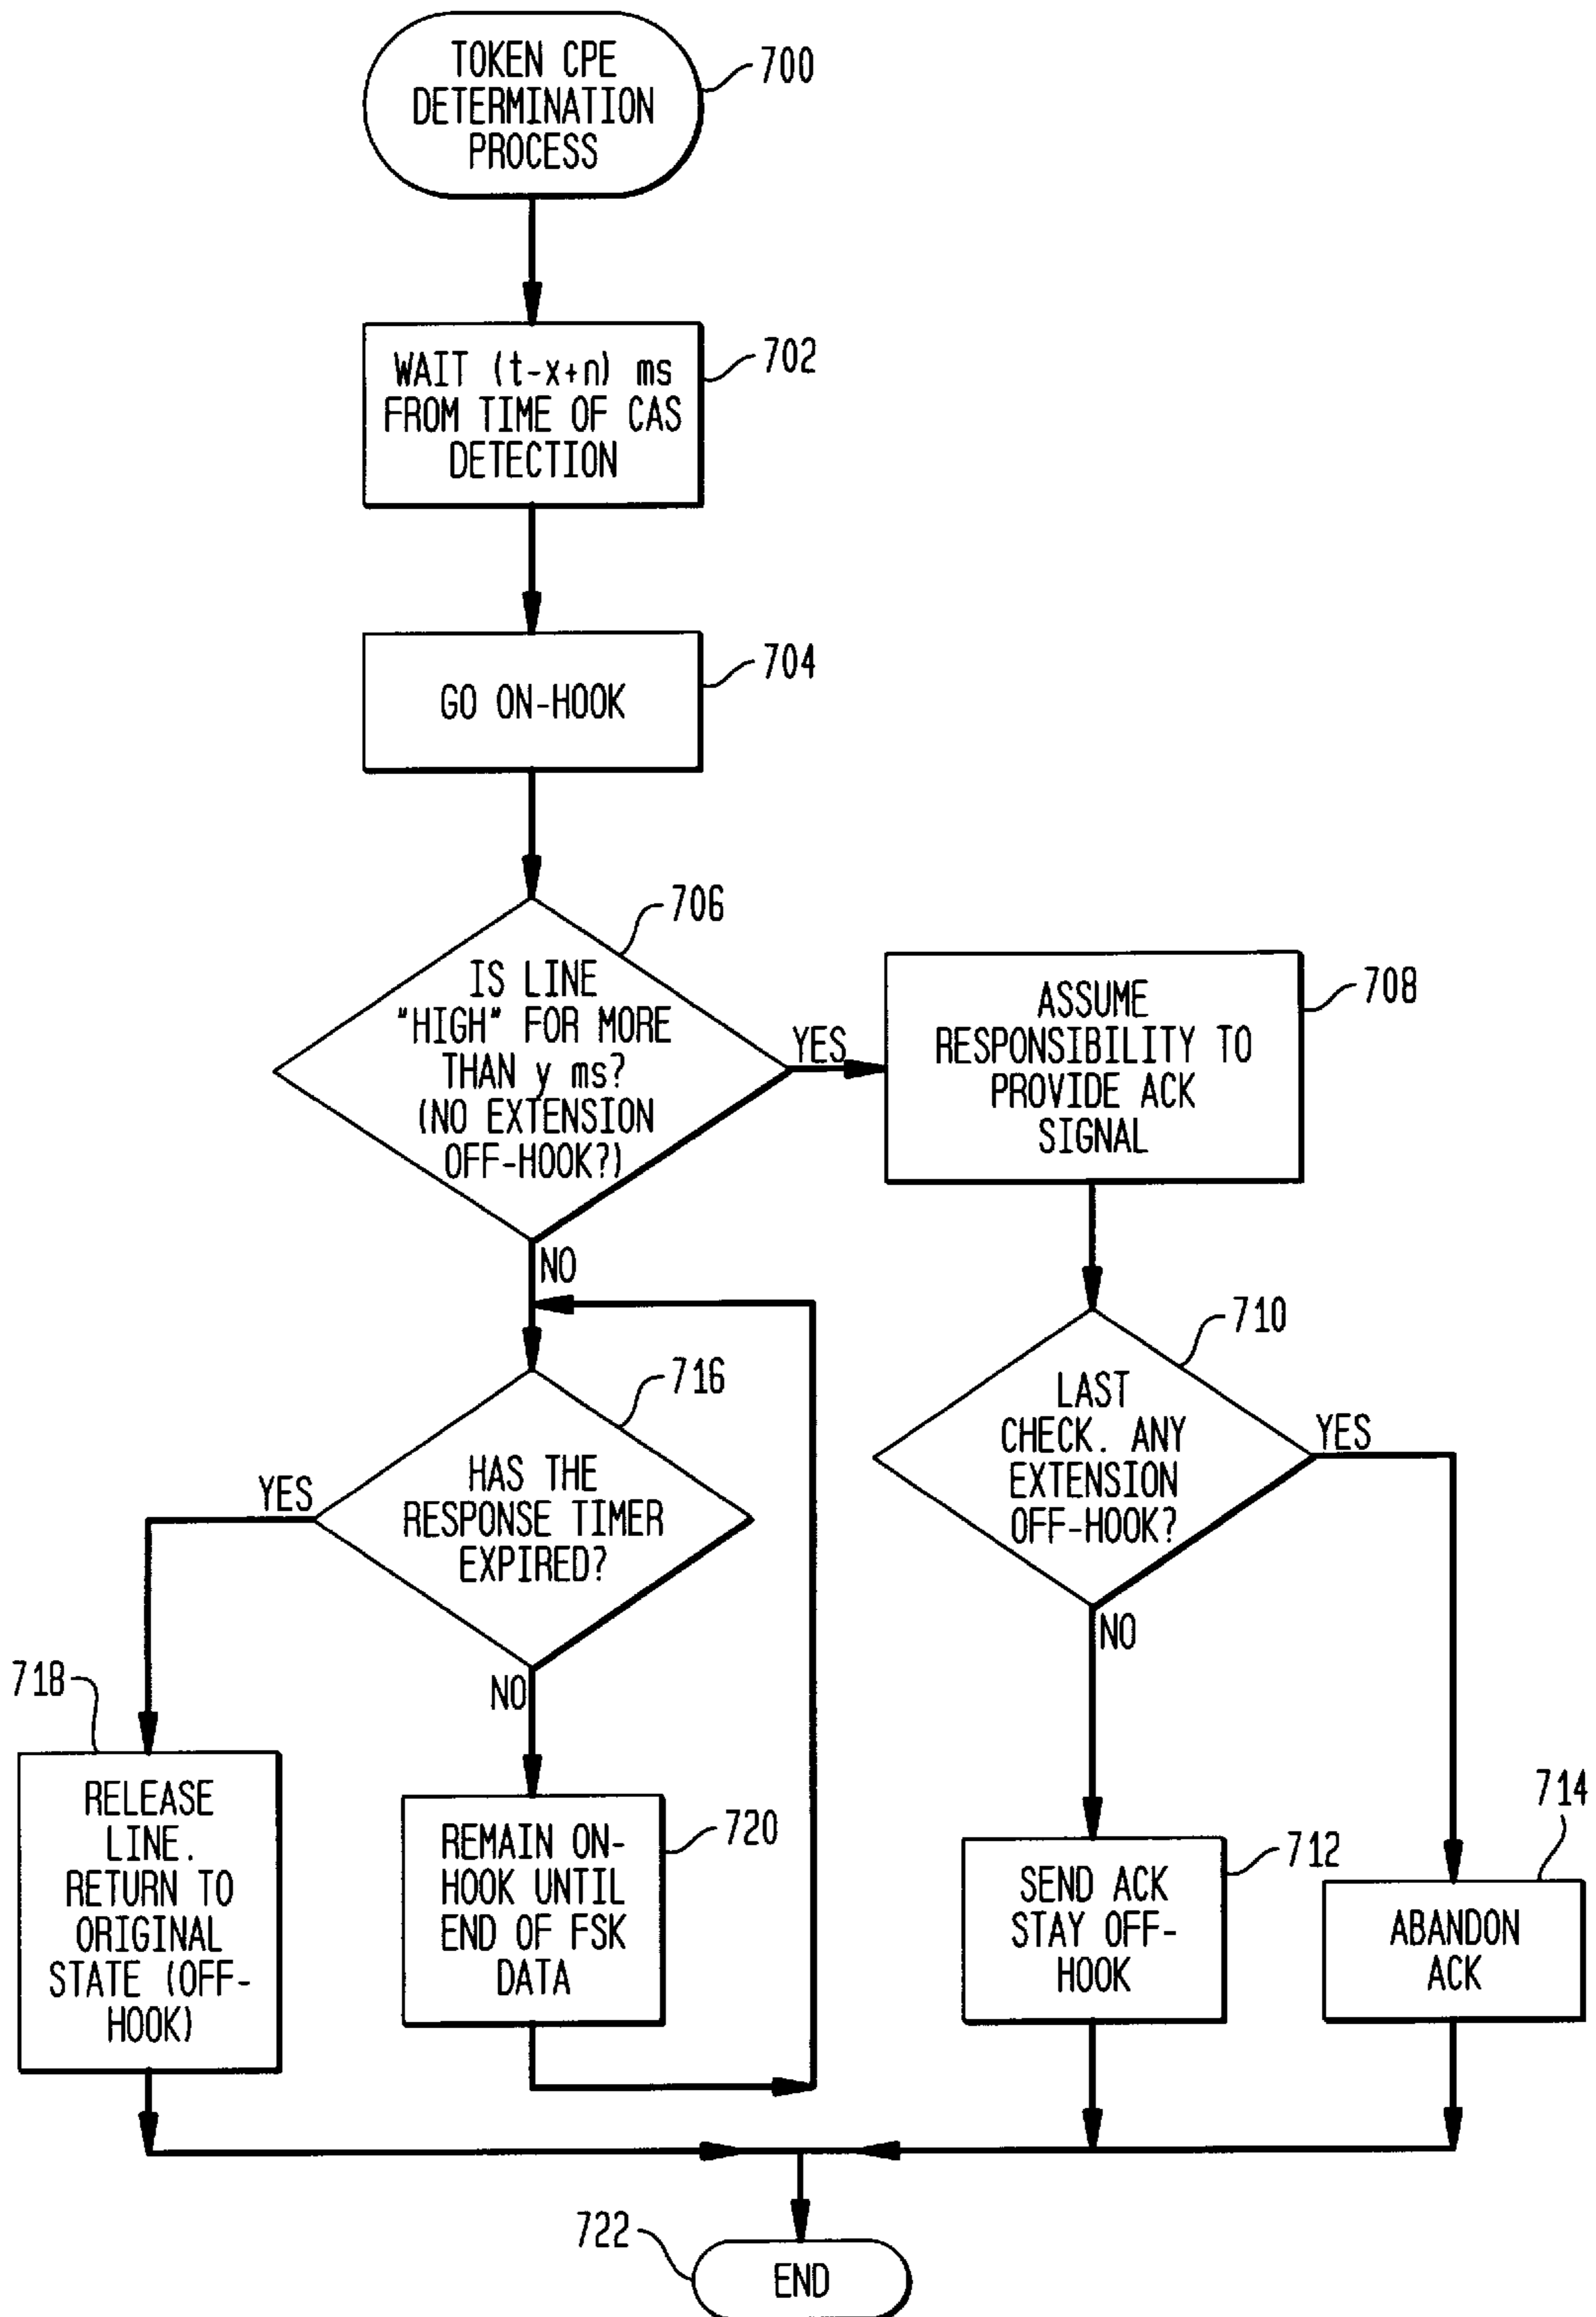 TOKEN CPE
DETERMINATION
PROCESS
700
WAIT (t-x+n) ms
FROM TIME OF CAS
DETECTION
702
GO ON-HOOK
704
706
IS LINE
"HIGH" FOR MORE
THAN y ms?
(NO EXTENSION
OFF-HOOK?)
YES
NO
ASSUME
RESPONSIBILITY TO
PROVIDE ACK
SIGNAL
708
710
LAST
CHECK. ANY
EXTENSION
OFF-HOOK?
YES
NO
716
HAS THE
RESPONSE TIMER
EXPIRED?
YES
NO
718
RELEASE
LINE.
RETURN TO
ORIGINAL
STATE (OFF-
HOOK)
REMAIN ON-
HOOK UNTIL
END OF FSK
DATA
720
SEND ACK
STAY OFF-
HOOK
712
714
ABANDON
ACK
722
END